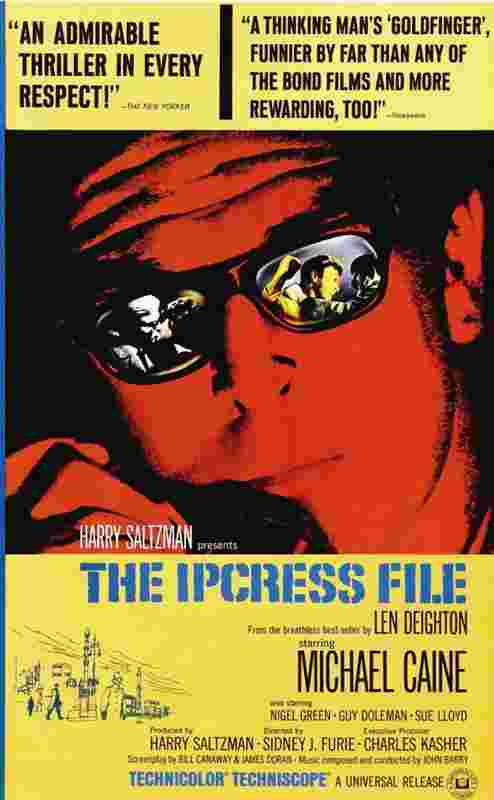 "AN ADMIRABLE
THRILLER IN EVERY
RESPECT!" —THE NEW YORKER
"A THINKING MAN'S 'GOLDFINGER',
FUNNIER BY FAR THAN ANY OF
THE BOND FILMS AND MORE
REWARDING, TOO!"
HARRY SALTZMAN presents
THE IPCRESS FILE
From the breathless best-seller by LEN DEIGHTON
starring
MICHAEL CAINE
also starring
NIGEL GREEN · GUY DOLEMAN · SUE LLOYD
Produced by Directed by Executive Producer
HARRY SALTZMAN · SIDNEY J. FURIE · CHARLES KASHER
Screenplay by BILL CANAWAY & JAMES DORAN · Music composed and conducted by JOHN BARRY
TECHNICOLOR® TECHNISCOPE® A UNIVERSAL RELEASE